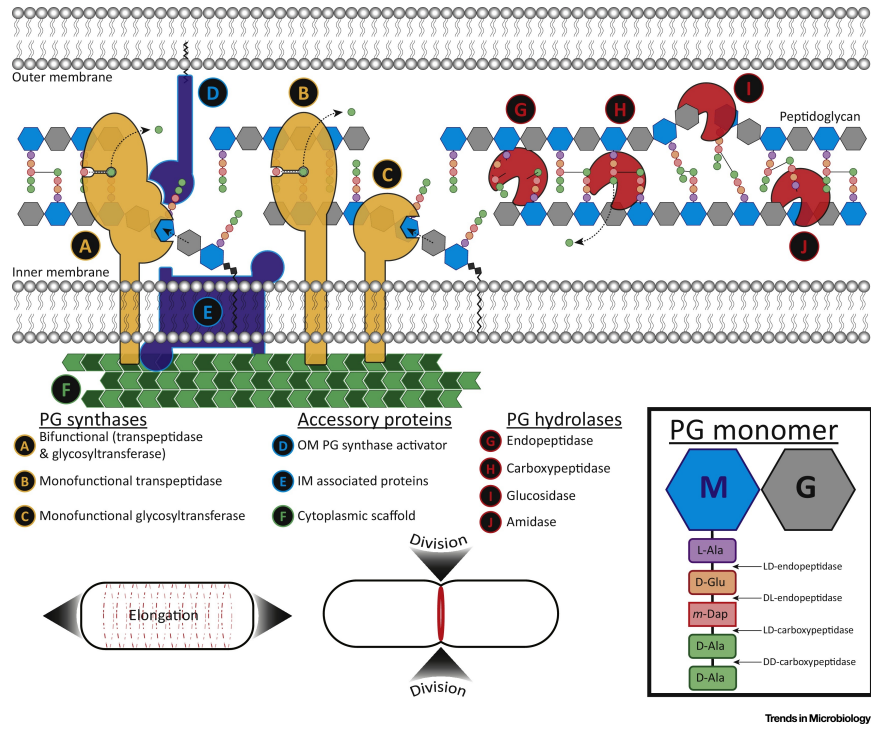 Outer membrane
D
B
G
H
I
Peptidoglycan
C
A
J
Inner membrane
E
F
PG synthases
A Bifunctional (transpeptidase
& glycosyltransferase)
B Monofunctional transpeptidase
C Monofunctional glycosyltransferase
Accessory proteins
D OM PG synthase activator
E IM associated proteins
F Cytoplasmic scaffold
PG hydrolases
G Endopeptidase
H Carboxypeptidase
I Glucosidase
J Amidase
PG monomer
M
G
L-Ala
LD-endopeptidase
D-Glu
DL-endopeptidase
m-Dap
LD-carboxypeptidase
D-Ala
DD-carboxypeptidase
D-Ala
Elongation
Division
Division
Trends in Microbiology